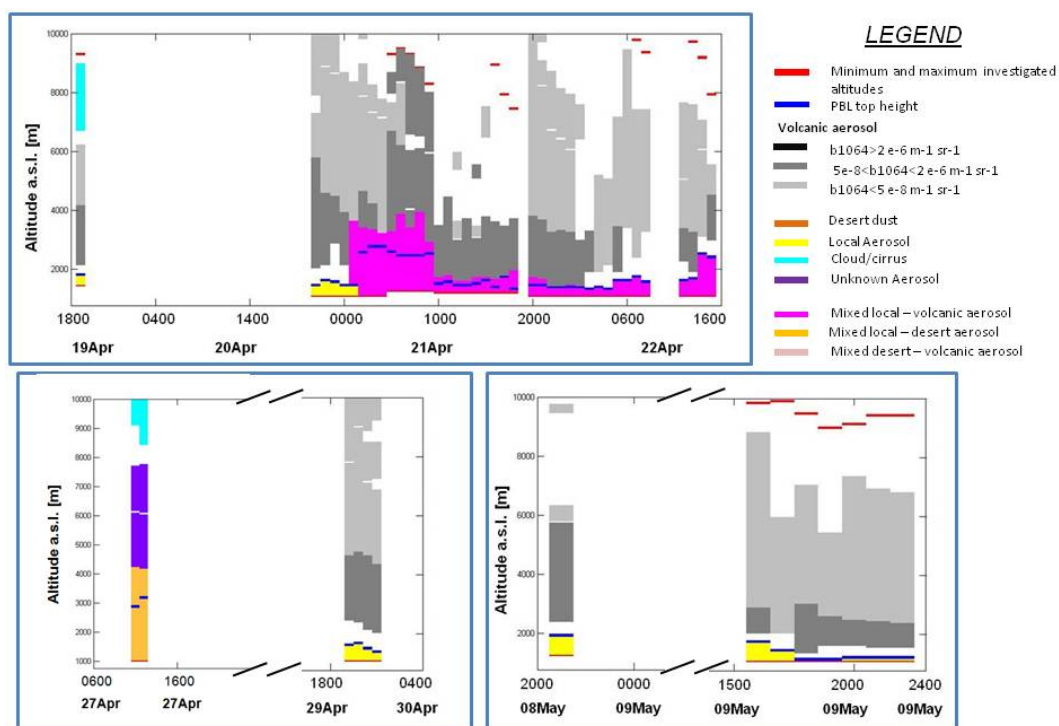 10000
8000
6000
4000
2000
Altitude a.s.l. [m]
1800 0400 1400 0000 1000 2000 0600 1600
19Apr 20Apr 21Apr 22Apr
LEGEND
Minimum and maximum investigated
altitudes
PBL top height
Volcanic aerosol
b1064>2 e-6 m-1 sr-1
5e-8<b1064<2 e-6 m-1 sr-1
b1064<5 e-8 m-1 sr-1
Desert dust
Local Aerosol
Cloud/cirrus
Unknown Aerosol
Mixed local – volcanic aerosol
Mixed local – desert aerosol
Mixed desert – volcanic aerosol
10000
9000
8000
7000
6000
5000
4000
3000
2000
1000
Altitude a.s.l. [m]
0600 1600 1800 0400
27Apr 27Apr 29Apr 30Apr
10000
8000
6000
4000
2000
Altitude a.s.l. [m]
2000 0000 1500 2000 2400
08May 09May 09May 09May 09May